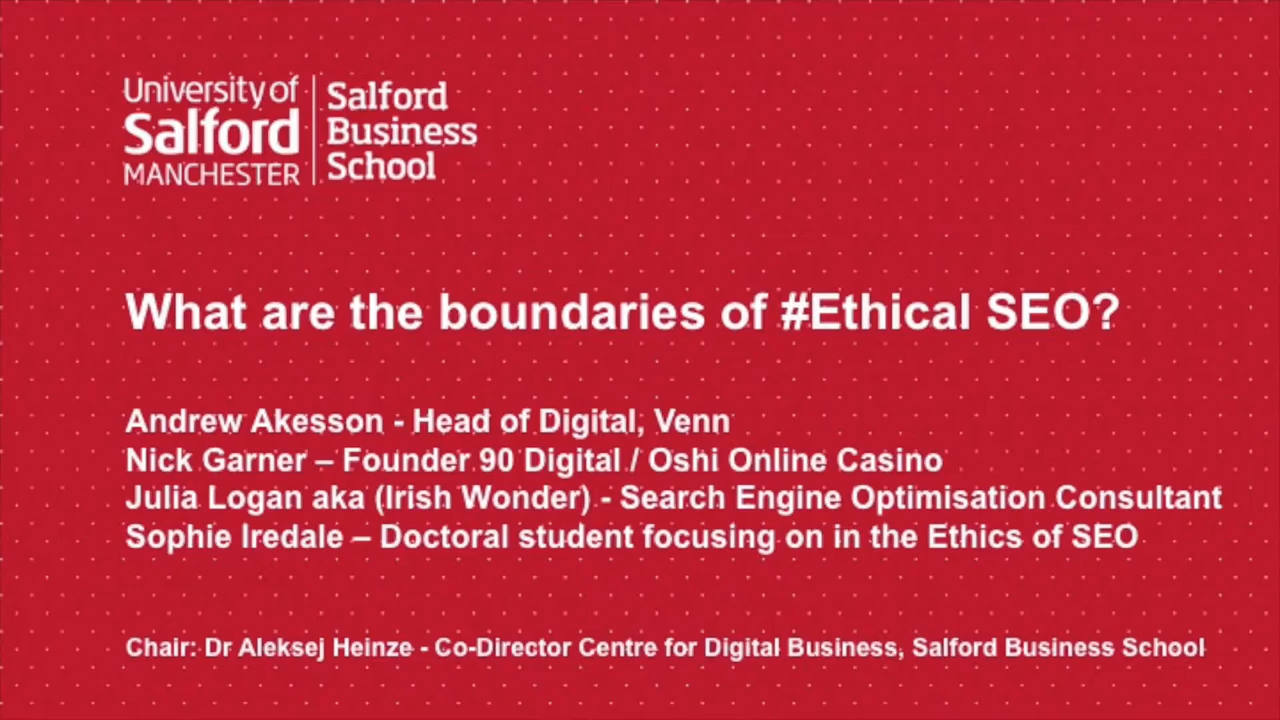 University of
Salford
MANCHESTER
Salford
Business
School
What are the boundaries of #Ethical SEO?
Andrew Akesson - Head of Digital, Venn
Nick Garner – Founder 90 Digital / Oshi Online Casino
Julia Logan aka (Irish Wonder) - Search Engine Optimisation Consultant
Sophie Iredale – Doctoral student focusing on in the Ethics of SEO
Chair: Dr Aleksej Heinze - Co-Director Centre for Digital Business, Salford Business School